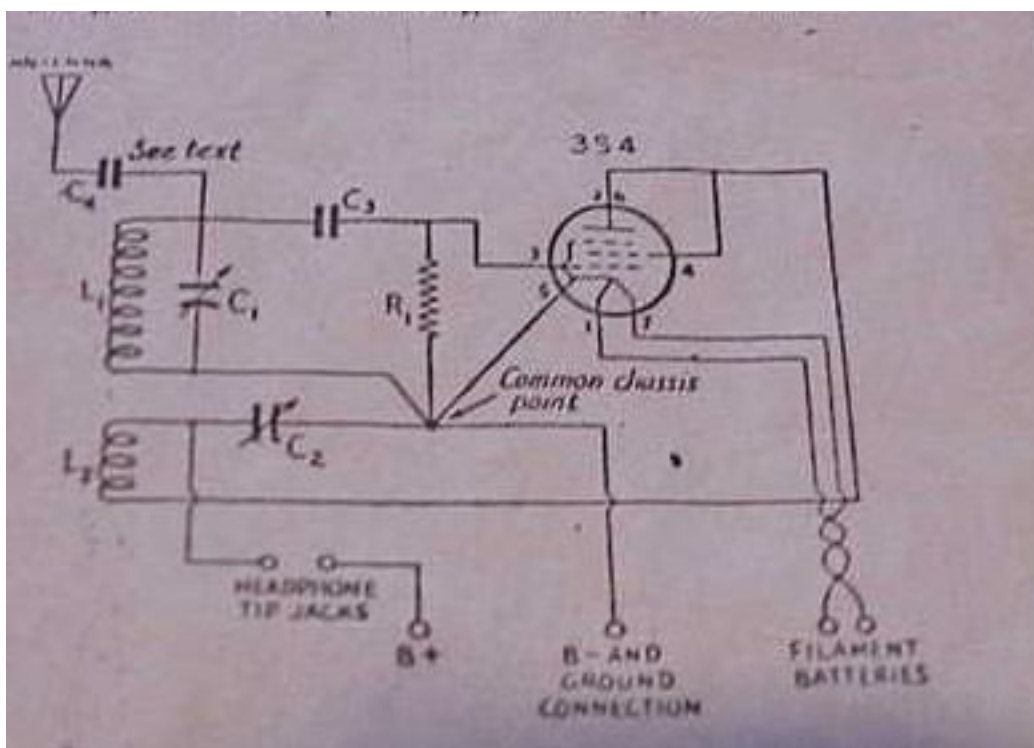 See text
3S4
C4
C3
L1
C1
R1
3
4
5
1
Common chassis
point
C2
L2
HEADPHONE
TIP JACKS
B+
B- AND
GROUND
CONNECTION
FILAMENT
BATTERIES